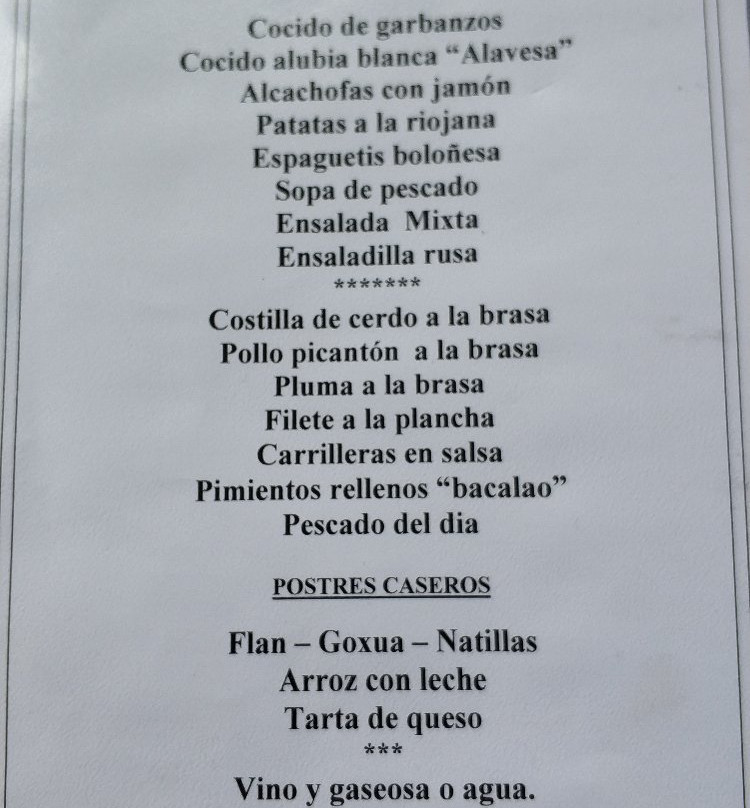 Cocido de garbanzos
Cocido alubia blanca “Alavesa”
Alcachofas con jamón
Patatas a la riojana
Espaguetis boloñesa
Sopa de pescado
Ensalada  Mixta
Ensaladilla rusa
*******
Costilla de cerdo a la brasa
Pollo picantón  a la brasa
Pluma a la brasa
Filete a la plancha
Carrilleras en salsa
Pimientos rellenos “bacalao”
Pescado del dia
POSTRES CASEROS
Flan – Goxua – Natillas
Arroz con leche
Tarta de queso
***
Vino y gaseosa o agua.